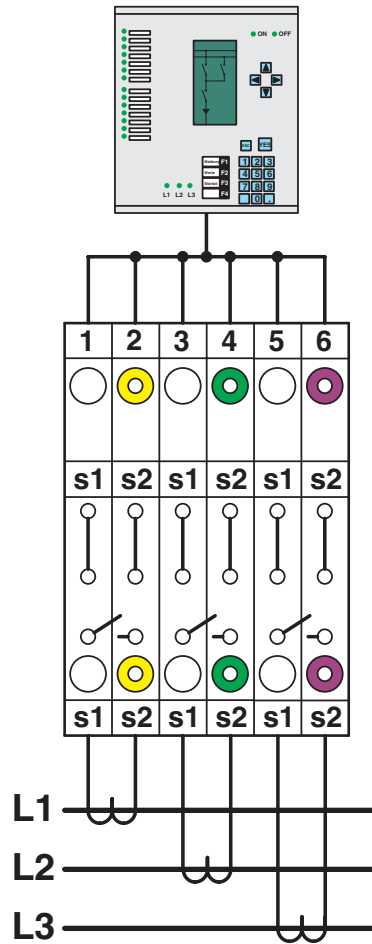 ON OFF
ESC YES
Melden F1
Werte F2
F3
F4
1 2 3
4 5 6
7 8 9
0 .
L1 L2 L3
1 2 3 4 5 6
s1 s2 s1 s2 s1 s2
s1 s2 s1 s2 s1 s2
L1
L2
L3